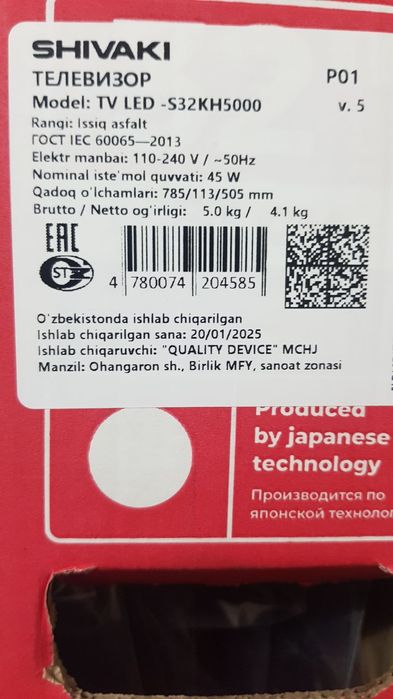 SHIVAKI
ТЕЛЕВИЗОР P01
Model: TV LED -S32KH5000 v. 5
Rangi: Issiq asfalt
ГОСТ IEC 60065—2013
Elektr manbai: 110-240 V / ~50Hz
Nominal iste'mol quvvati: 45 W
Qadoq o'lchamlari: 785/113/505 mm
Brutto / Netto og'irligi: 5.0 kg / 4.1 kg
EAC
ST
4 780074 204585
O'zbekistonda ishlab chiqarilgan
Ishlab chiqarilgan sana: 20/01/2025
Ishlab chiqaruvchi: "QUALITY DEVICE" MCHJ
Manzil: Ohangaron sh., Birlik MFY, sanoat zonasi
Produced
by japanese
technology
Производится по
японской